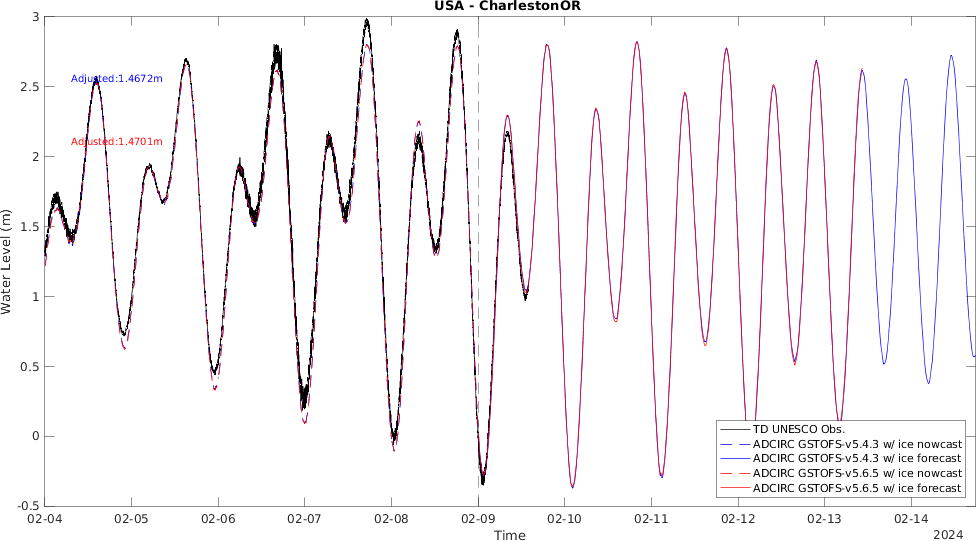 USA - CharlestonOR
3
2.5
2
1.5
1
0.5
0
-0.5
Water Level (m)
Adjusted:1.4672m
Adjusted:1.4701m
TD UNESCO Obs.
ADCIRC GSTOFS-v5.4.3 w/ ice nowcast
ADCIRC GSTOFS-v5.4.3 w/ ice forecast
ADCIRC GSTOFS-v5.6.5 w/ ice nowcast
ADCIRC GSTOFS-v5.6.5 w/ ice forecast
02-04 02-05 02-06 02-07 02-08 02-09 02-10 02-11 02-12 02-13 02-14
Time
2024